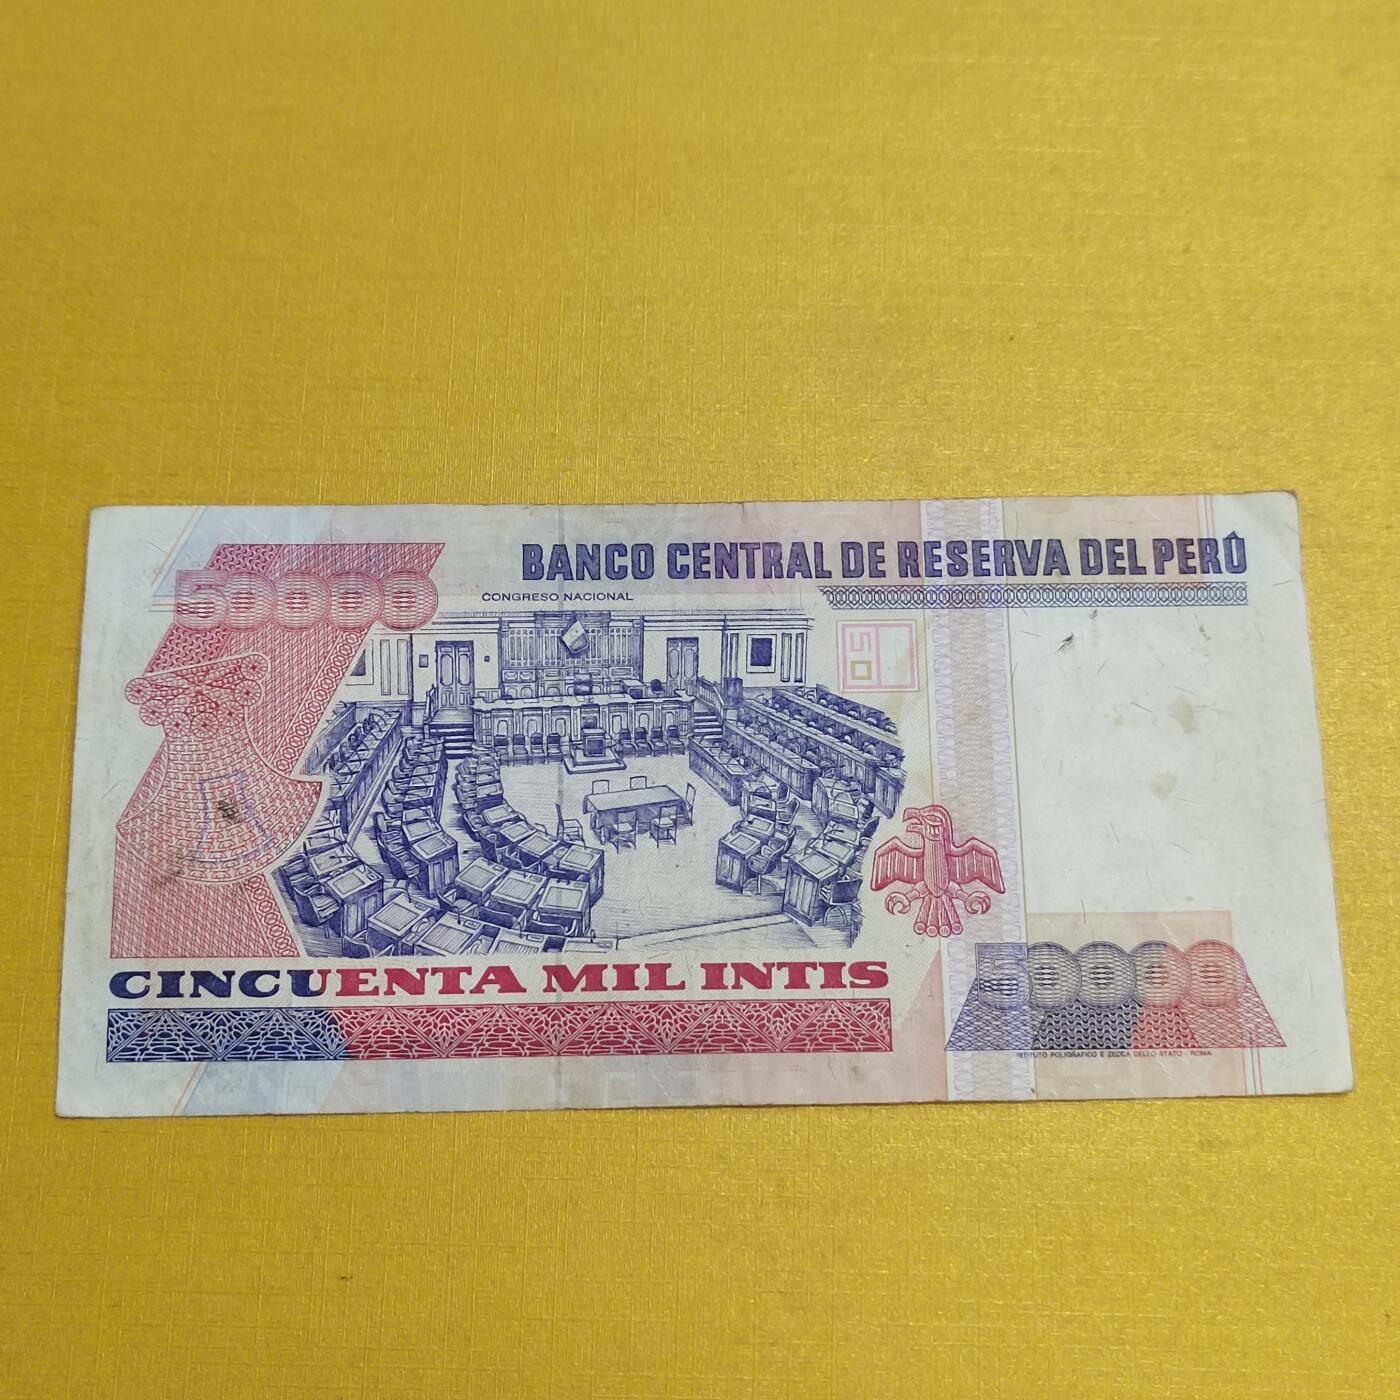 BANCO CENTRAL DE RESERVA DEL PERÚ
50000
CONGRESO NACIONAL
50
CINCUENTA MIL INTIS
50000
ISTITUTO POLIGRAFICO E ZECCA DELLO STATO - ROMA